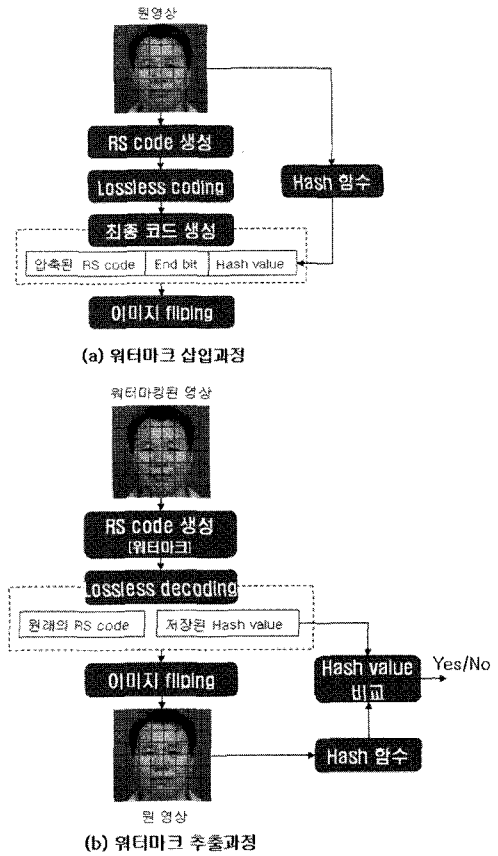 원영상
RS code 생성
Lossless coding
Hash 함수
최종 코드 생성
압축된 RS code
End bit
Hash value
이미지 fliping
(a) 워터마크 삽입과정
워터마킹된 영상
RS code 생성
[워터마크]
Lossless decoding
원래의 RS code
저장된 Hash value
이미지 fliping
Hash value
비교
Yes/No
Hash 함수
원 영상
(b) 워터마크 추출과정